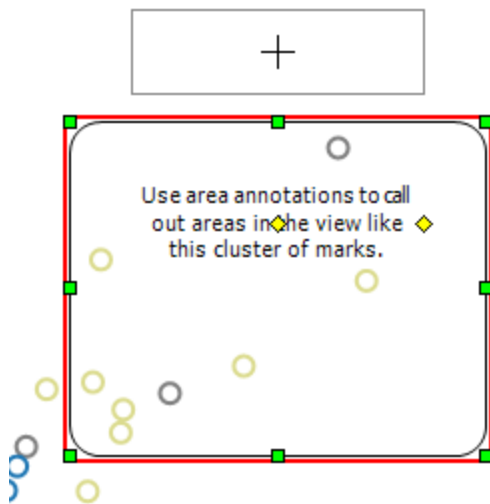 Use area annotations to call
out areas in the view like
this cluster of marks.